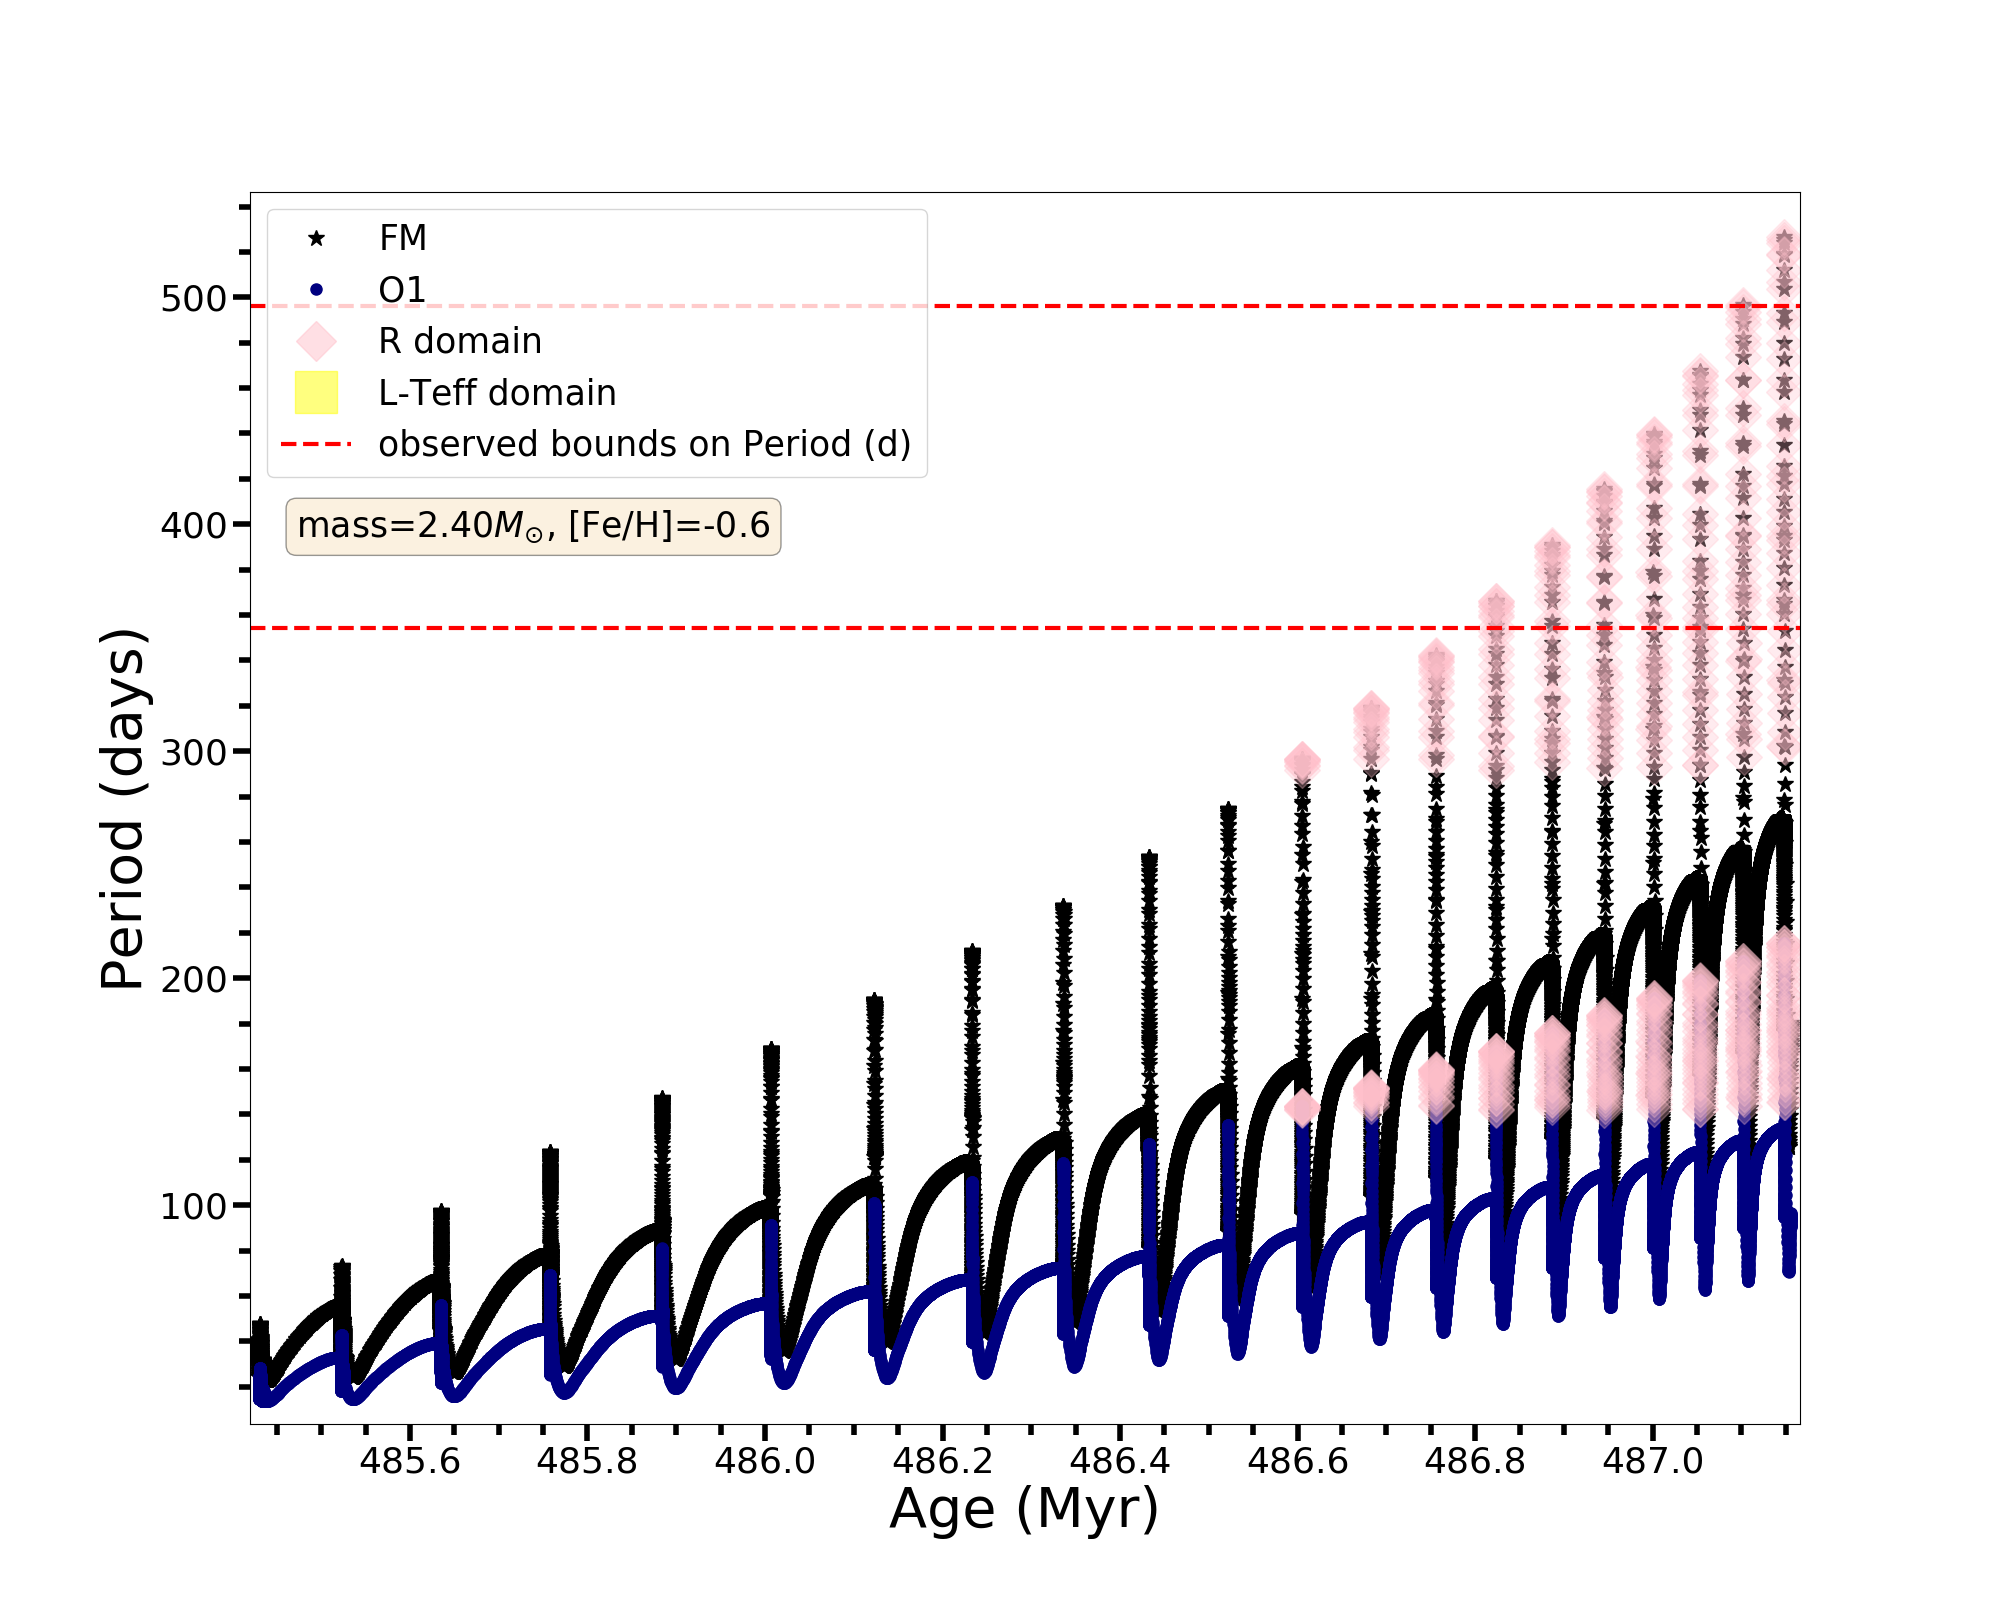 FM
O1
R domain
L-Teff domain
observed bounds on Period (d)
mass=2.40M☉, [Fe/H]=-0.6
Period (days)
500
400
300
200
100
485.6 485.8 486.0 486.2 486.4 486.6 486.8 487.0
Age (Myr)